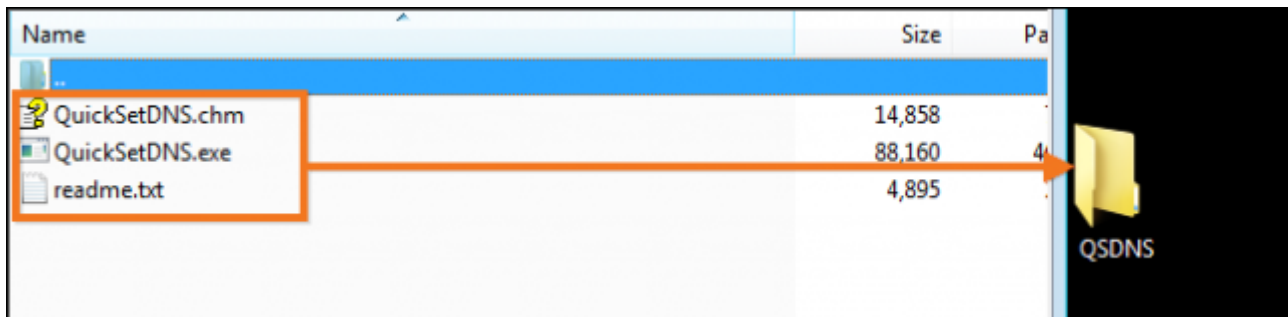 Name Size Pa
..
QuickSetDNS.chm 14,858
QuickSetDNS.exe 88,160
readme.txt 4,895
QSDNS